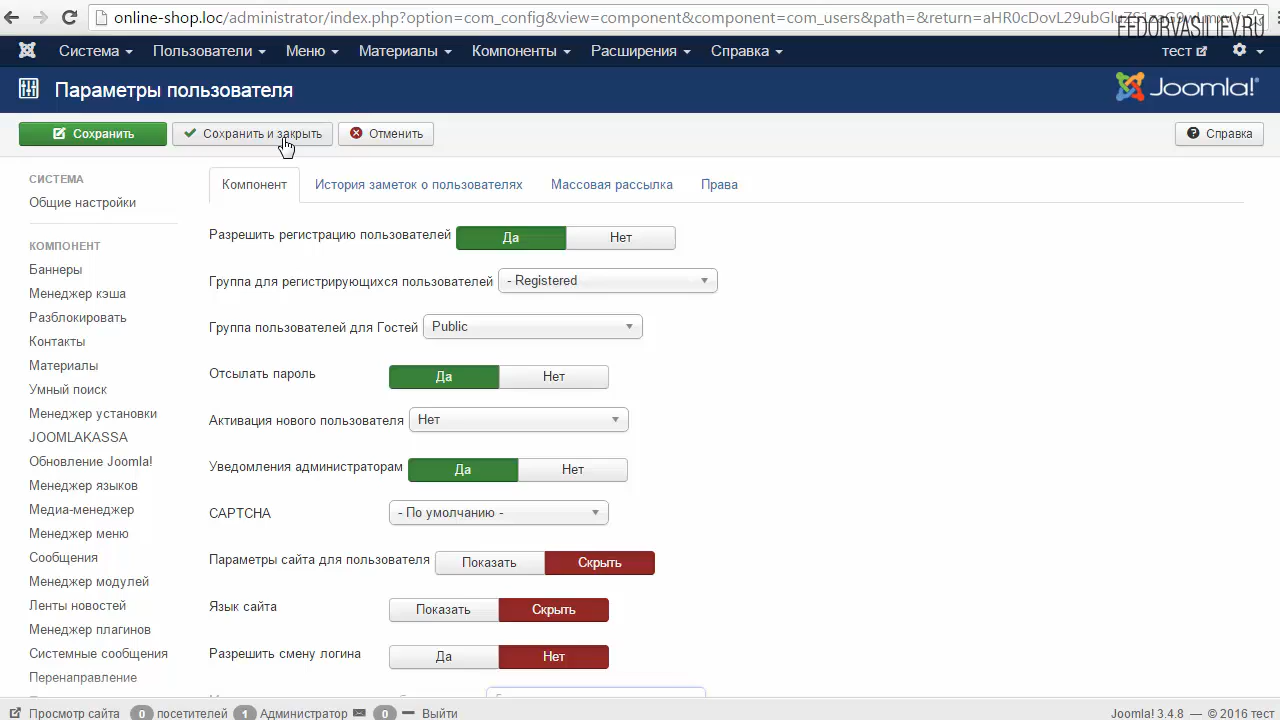 online-shop.loc/administrator/index.php?option=com_config&view=component&component=com_users&path=&return=
FEDORVASILIEV.RU
Система Пользователи Меню Материалы Компоненты Расширения Справка тест
Параметры пользователя Joomla!
Сохранить Сохранить и закрыть Отменить Справка
СИСТЕМА
Общие настройки
КОМПОНЕНТ
Баннеры
Менеджер кэша
Разблокировать
Контакты
Материалы
Умный поиск
Менеджер установки
JOOMLAKASSA
Обновление Joomla!
Менеджер языков
Медиа-менеджер
Менеджер меню
Сообщения
Менеджер модулей
Ленты новостей
Менеджер плагинов
Системные сообщения
Перенаправление
Компонент История заметок о пользователях Массовая рассылка Права
Разрешить регистрацию пользователей Да Нет
Группа для регистрирующихся пользователей - Registered
Группа пользователей для Гостей Public
Отсылать пароль Да Нет
Активация нового пользователя Нет
Уведомления администраторам Да Нет
CAPTCHA - По умолчанию -
Параметры сайта для пользователя Показать Скрыть
Язык сайта Показать Скрыть
Разрешить смену логина Да Нет
Просмотр сайта 0 посетителей 1 Администратор 0 Выйти Joomla! 3.4.8 — © 2016 тест